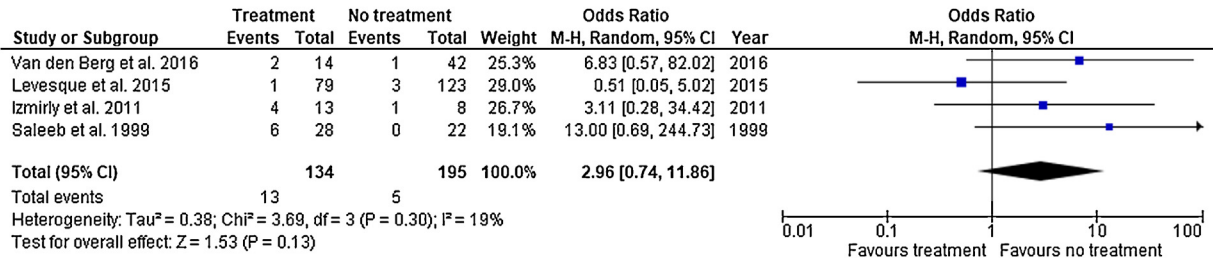 Treatment No treatment Odds Ratio Odds Ratio
Study or Subgroup Events Total Events Total Weight M-H, Random, 95% CI Year M-H, Random, 95% CI
Van den Berg et al. 2016 2 14 1 42 25.3% 6.83 [0.57, 82.02] 2016
Levesque et al. 2015 1 79 3 123 29.0% 0.51 [0.05, 5.02] 2015
Izmirly et al. 2011 4 13 1 8 26.7% 3.11 [0.28, 34.42] 2011
Saleeb et al. 1999 6 28 0 22 19.1% 13.00 [0.69, 244.73] 1999
Total (95% CI) 134 195 100.0% 2.96 [0.74, 11.86]
Total events 13 5
Heterogeneity: Tau² = 0.38; Chi² = 3.69, df = 3 (P = 0.30); I² = 19%
Test for overall effect: Z = 1.53 (P = 0.13)
0.01 0.1 1 10 100
Favours treatment Favours no treatment